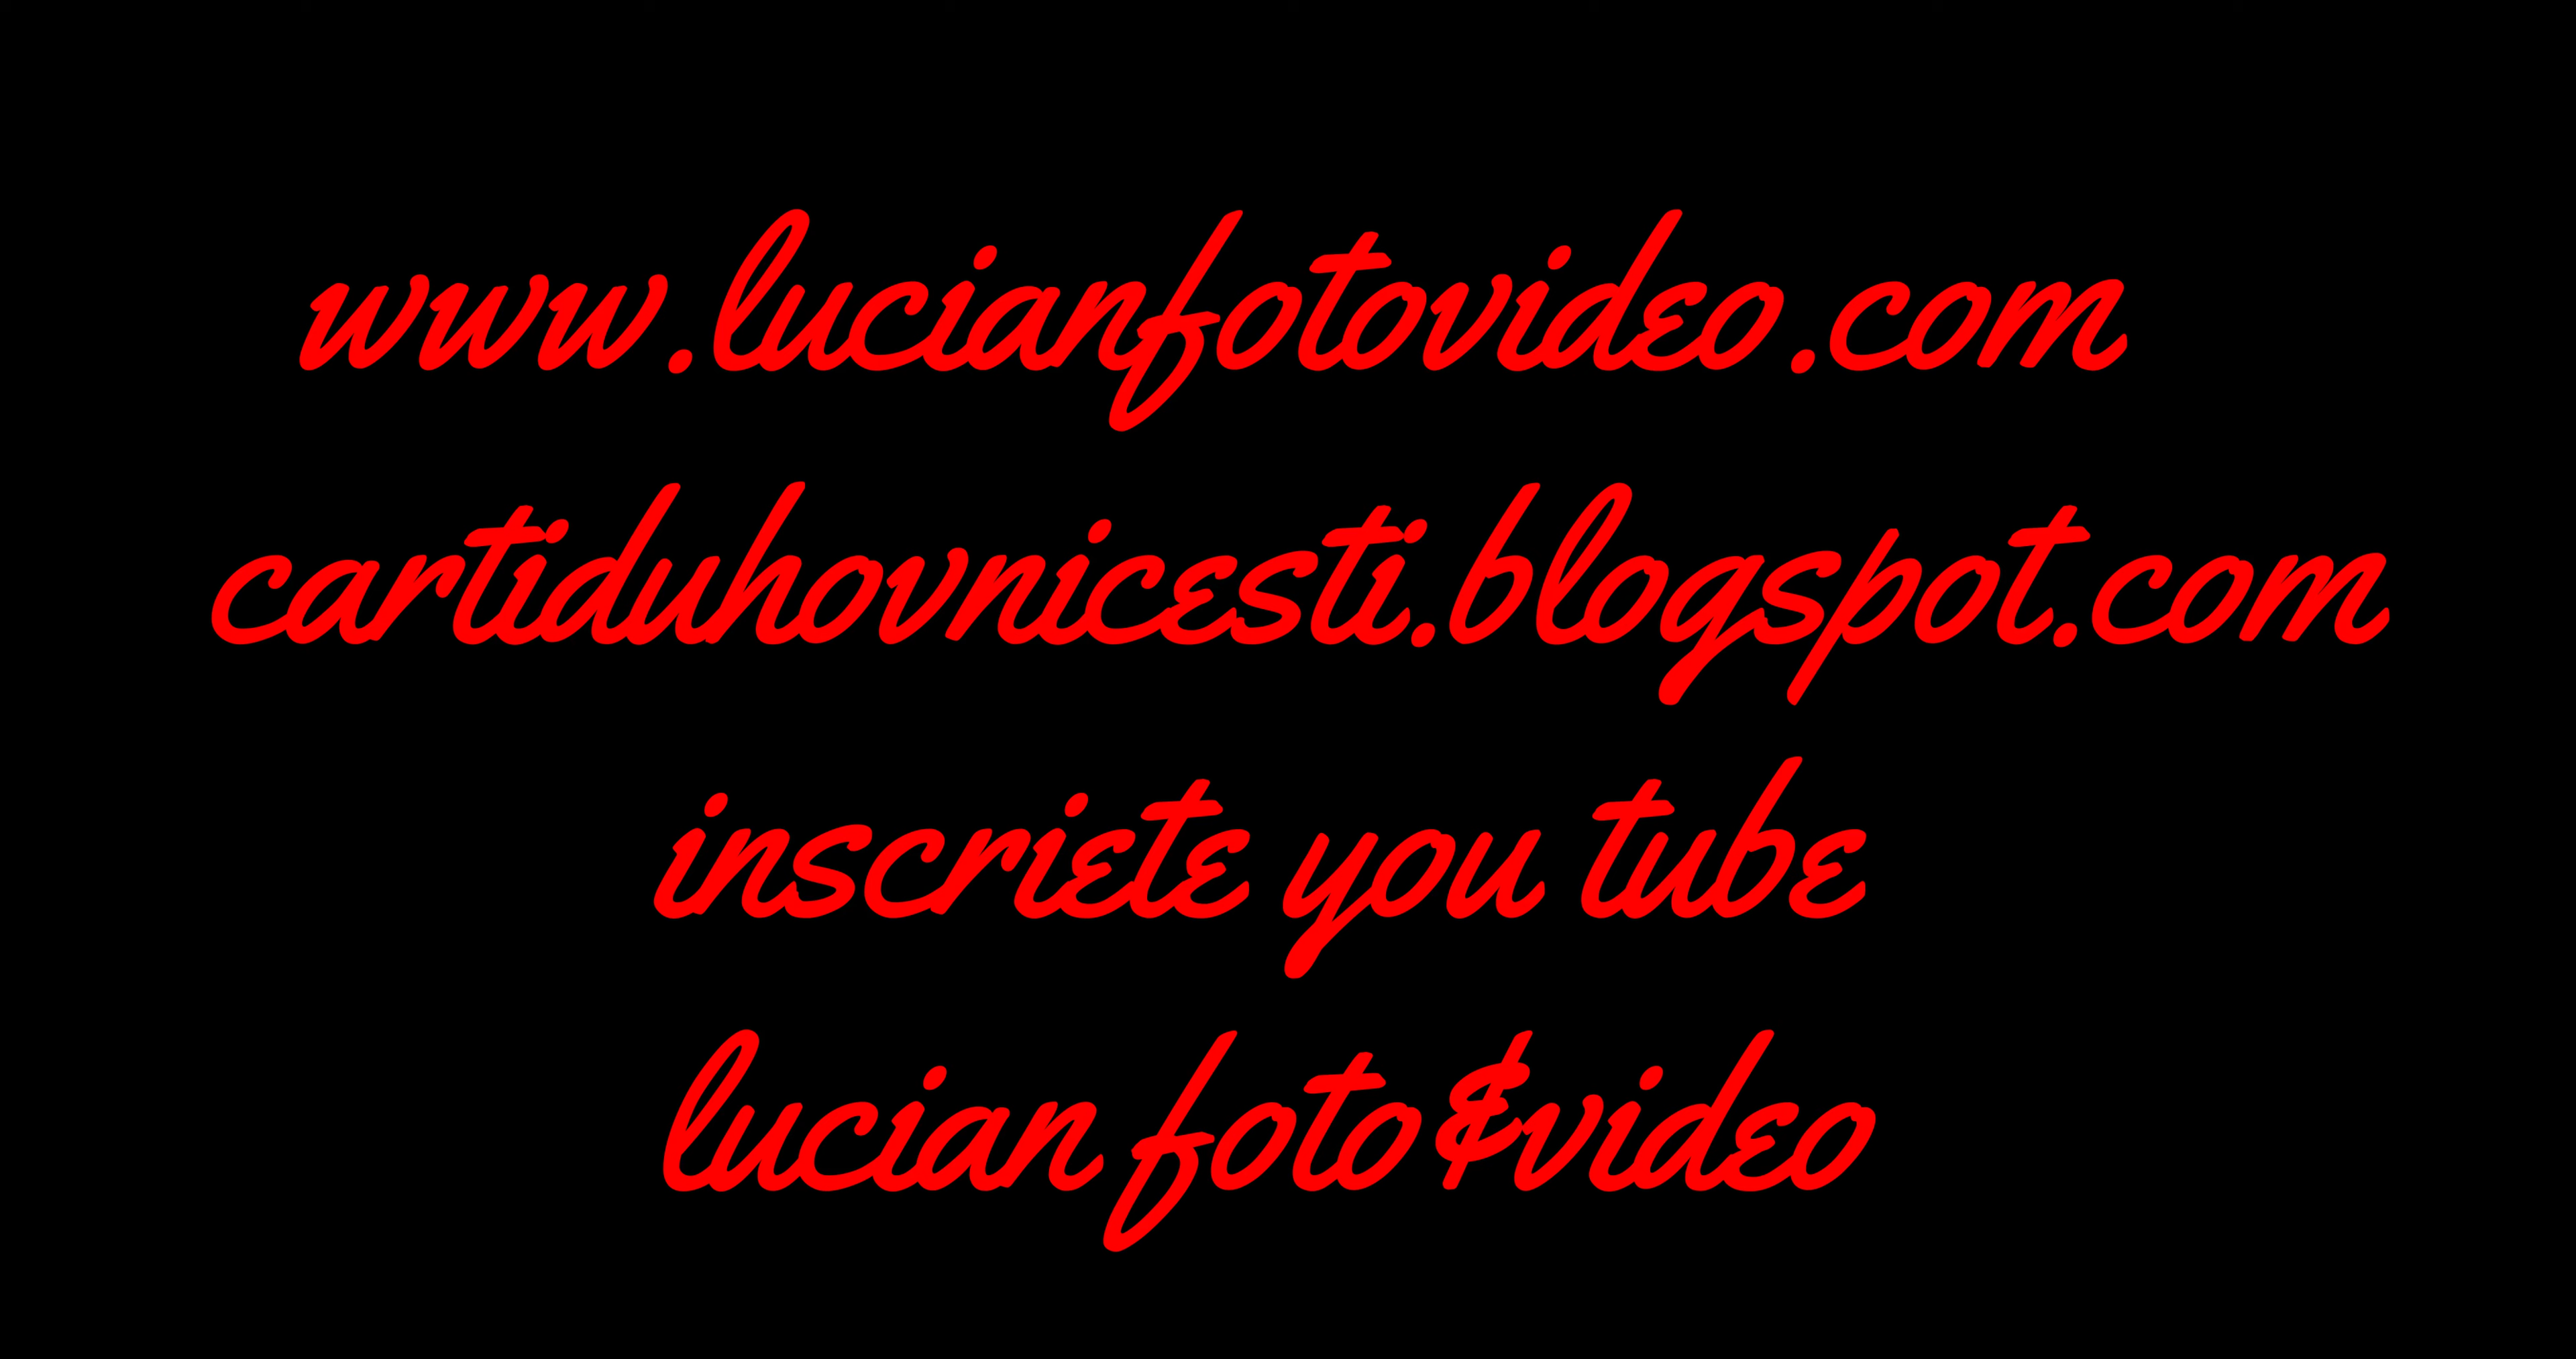 www.lucianfotovideo.com
cartiduhovnicesti.blogspot.com
inscriete you tube
lucian foto&video